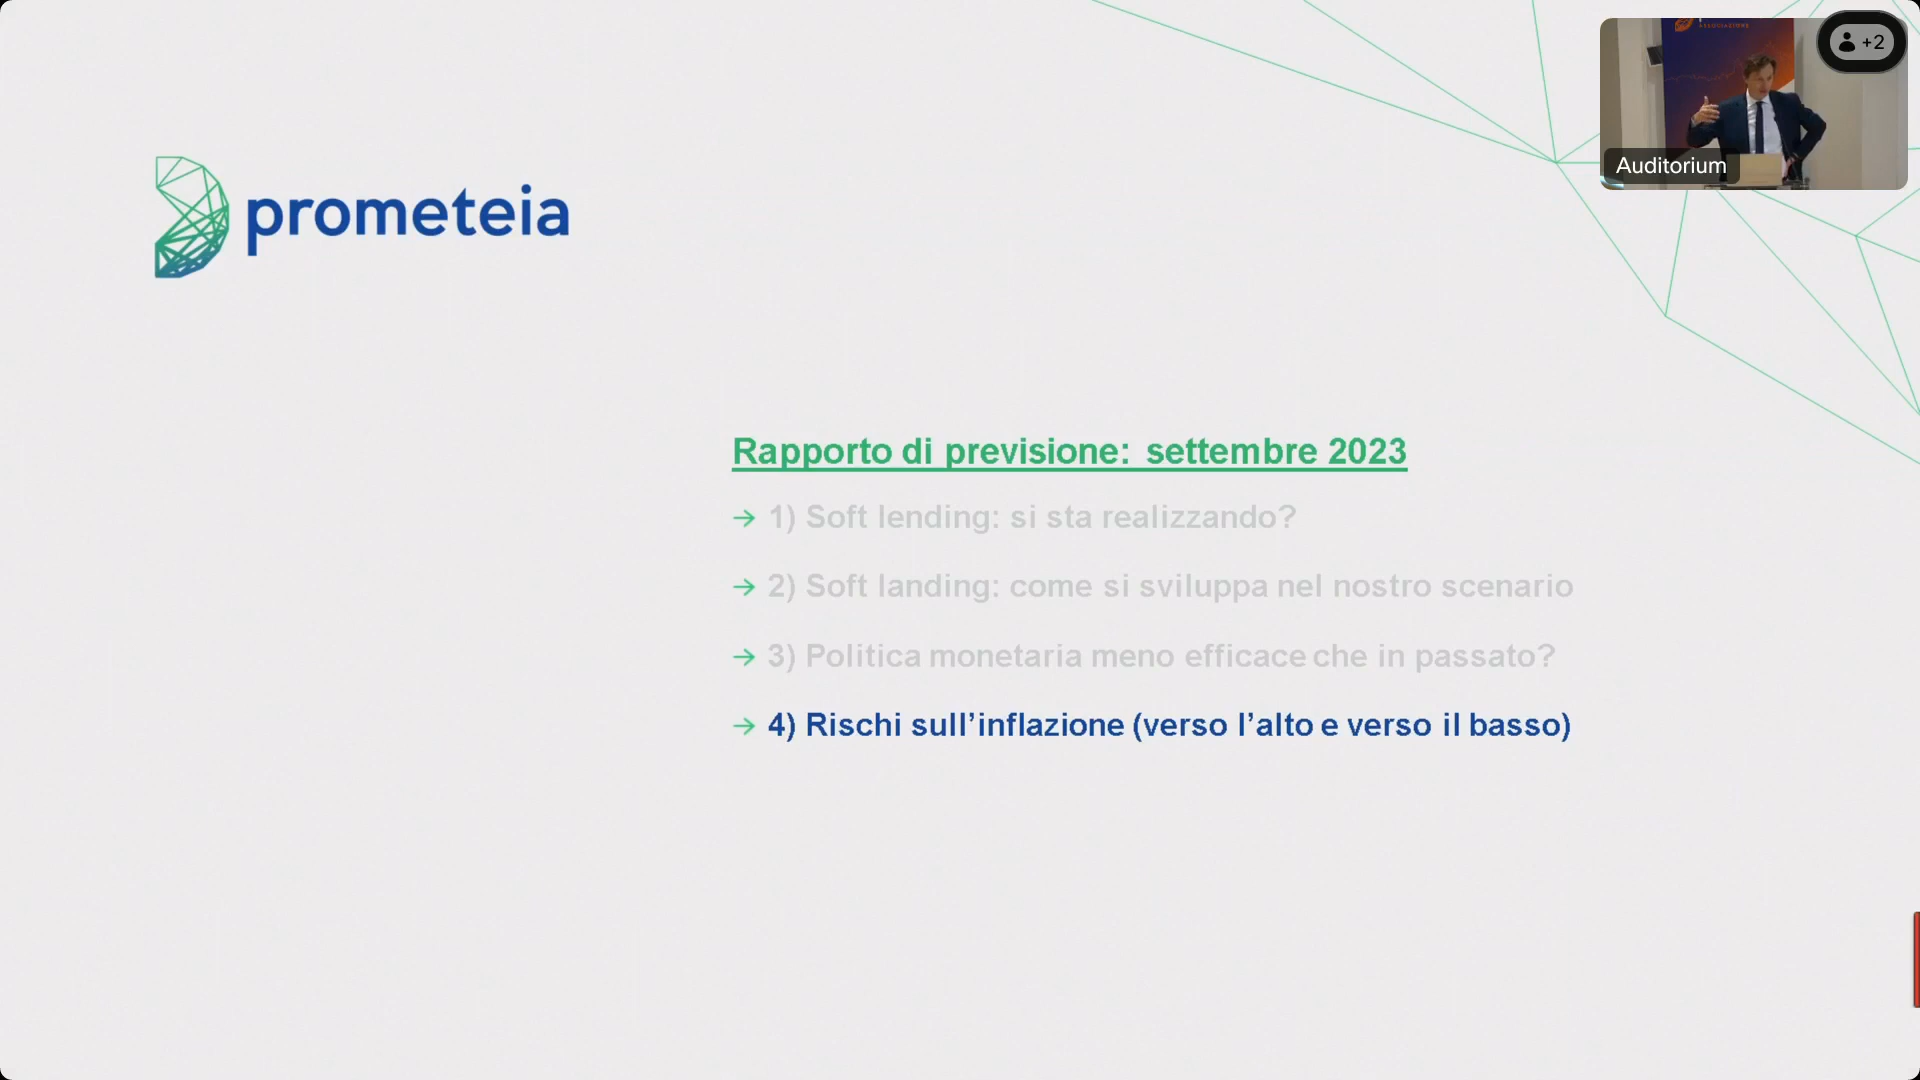 +2
ASSOCIAZIONE
Auditorium
prometeia
Rapporto di previsione: settembre 2023
→ 1) Soft lending: si sta realizzando?
→ 2) Soft landing: come si sviluppa nel nostro scenario
→ 3) Politica monetaria meno efficace che in passato?
→ 4) Rischi sull’inflazione (verso l’alto e verso il basso)